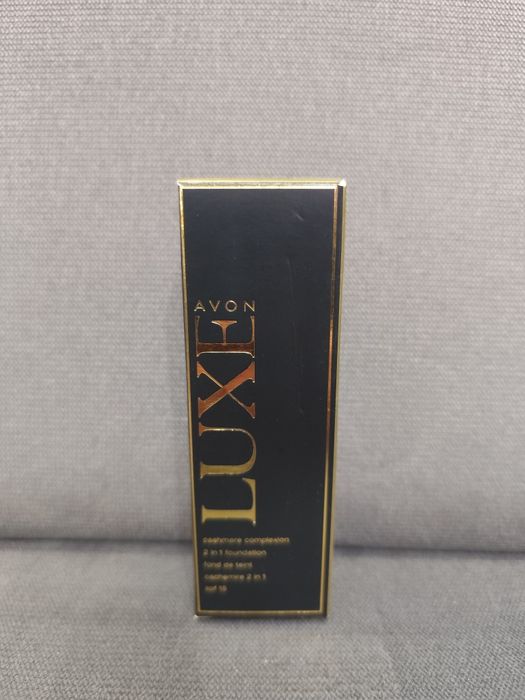 AVON
LUXE
cashmere complexion
2 in 1 foundation
fond de teint
cachemire 2 in 1
spf 15